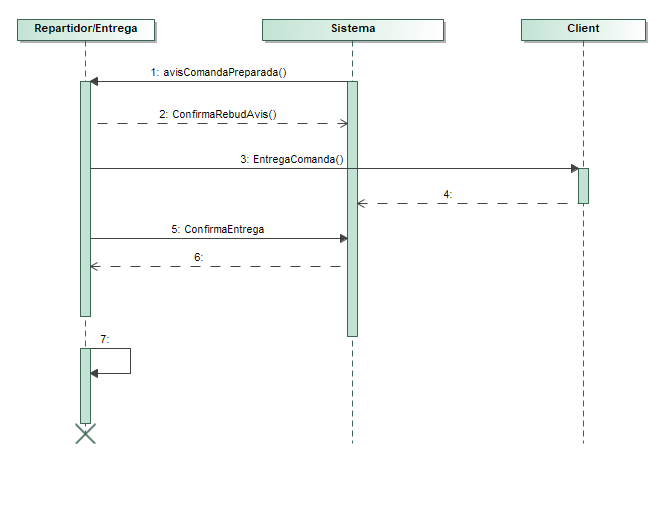 Repartidor/Entrega
Sistema
Client
1: avisComandaPreparada()
2: ConfirmaRebudAvis()
3: EntregaComanda()
4:
5: ConfirmaEntrega
6:
7: